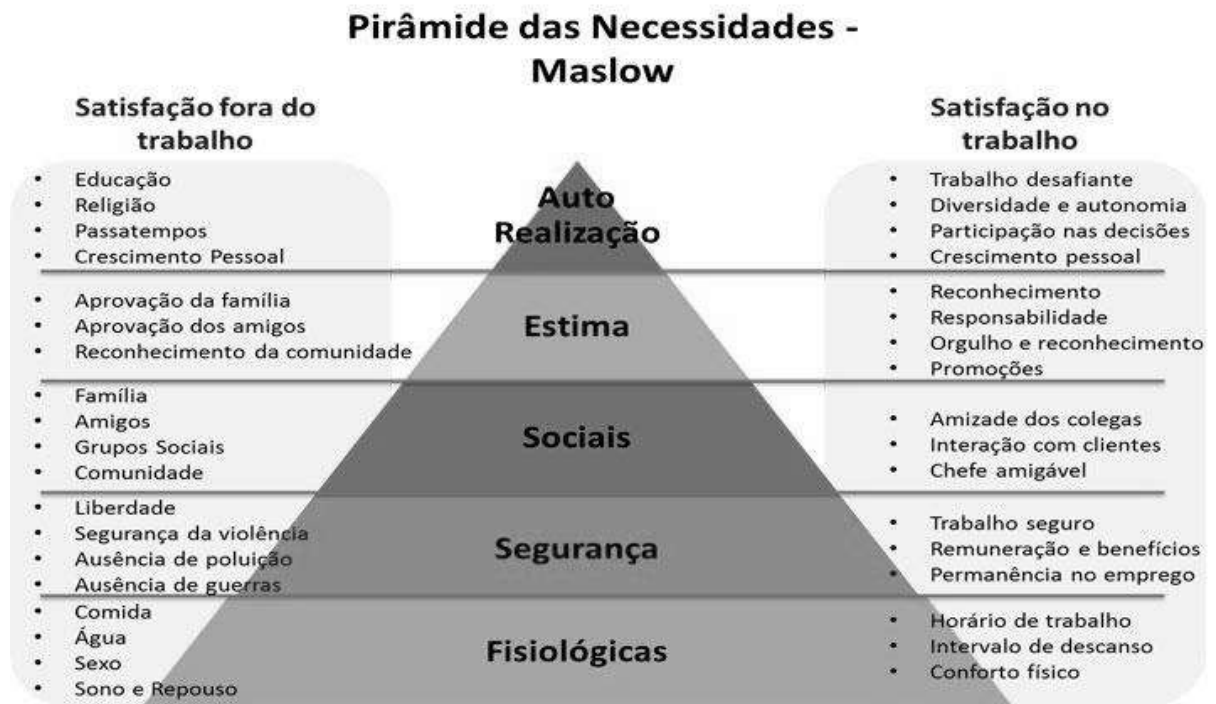 Pirâmide das Necessidades -
Maslow
Satisfação fora do
trabalho
• Educação
• Religião
• Passatempos
• Crescimento Pessoal
• Aprovação da família
• Aprovação dos amigos
• Reconhecimento da comunidade
• Família
• Amigos
• Grupos Sociais
• Comunidade
• Liberdade
• Segurança da violência
• Ausência de poluição
• Ausência de guerras
• Comida
• Água
• Sexo
• Sono e Repouso
Auto
Realização
Estima
Sociais
Segurança
Fisiológicas
Satisfação no
trabalho
• Trabalho desafiante
• Diversidade e autonomia
• Participação nas decisões
• Crescimento pessoal
• Reconhecimento
• Responsabilidade
• Orgulho e reconhecimento
• Promoções
• Amizade dos colegas
• Interação com clientes
• Chefe amigável
• Trabalho seguro
• Remuneração e benefícios
• Permanência no emprego
• Horário de trabalho
• Intervalo de descanso
• Conforto físico